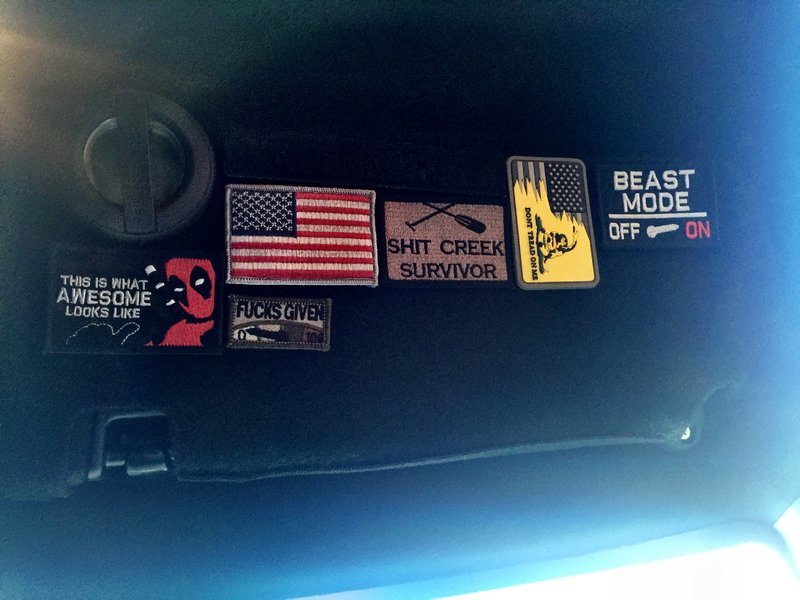 THIS IS WHAT
AWESOME
LOOKS LIKE
FUCKS GIVEN
0
SHIT CREEK
SURVIVOR
DON'T TREAD ON ME
BEAST
MODE
OFF ON